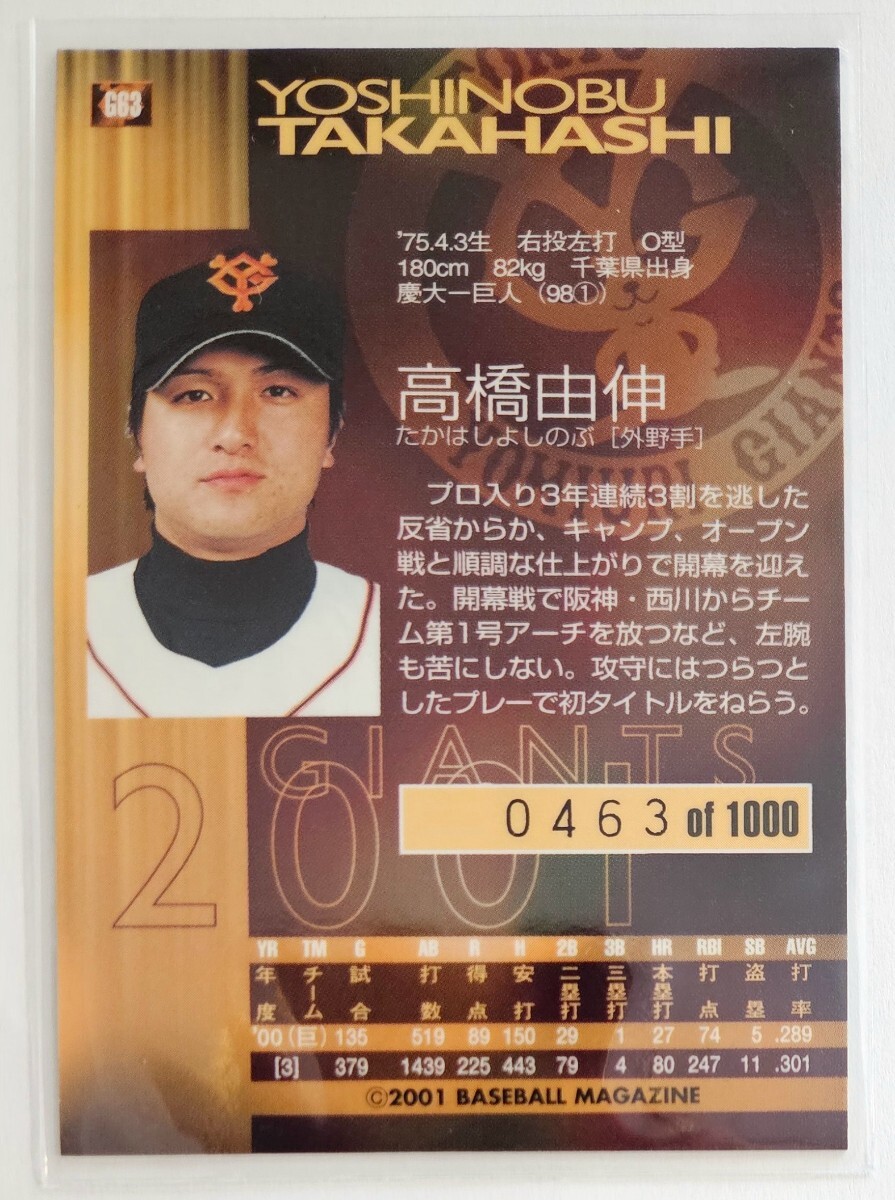 G63
YOSHINOBU
TAKAHASHI
'75.4.3生 右投左打 O型
180cm 82kg 千葉県出身
慶大ー巨人（98①）
高橋由伸
たかはしよしのぶ［外野手］
プロ入り3年連続3割を逃した
反省からか、キャンプ、オープン
戦と順調な仕上がりで開幕を迎え
た。開幕戦で阪神・西川からチー
ム第1号アーチを放つなど、左腕
も苦にしない。攻守にはつらつと
したプレーで初タイトルをねらう。
YOMIURI GIANTS
GIANTS
2001
0463 of 1000
YR TM G AB R H 2B 3B HR RBI SB AVG
年度 チーム 試合 打数 得点 安打 二塁打 三塁打 本塁打 打点 盗塁 打率
'00 (巨) 135 519 89 150 29 1 27 74 5 .289
[3] 379 1439 225 443 79 4 80 247 11 .301
©2001 BASEBALL MAGAZINE